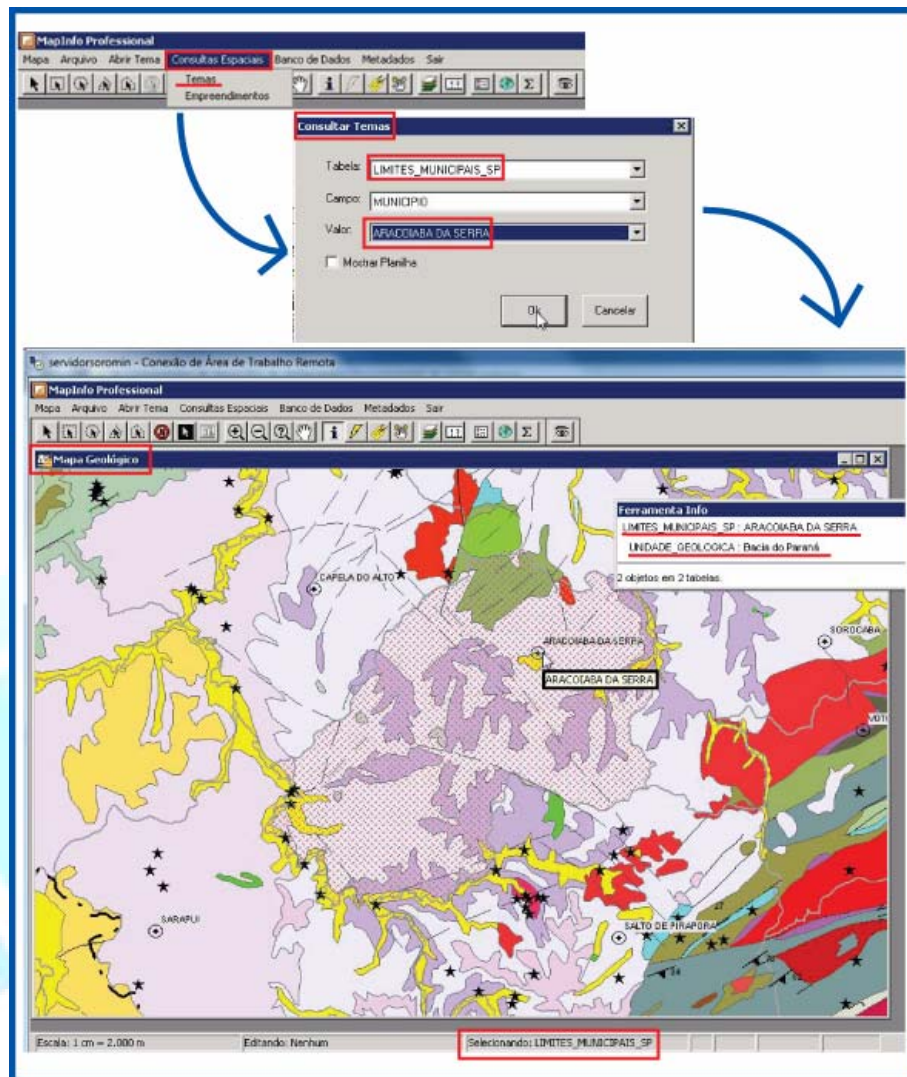 MapInfo Professional
Mapa Arquivo Abrir Tema Consultas Espaciais Banco de Dados Metadados Sair
Temas
Empreendimentos
Consultar Temas
Tabela: LIMITES_MUNICIPAIS_SP
Campo: MUNICIPIO
Valor: ARACOIABA DA SERRA
Mostrar Planilha
Ok Cancelar
servidorsoromin - Conexão de Área de Trabalho Remota
MapInfo Professional
Mapa Arquivo Abrir Tema Consultas Espaciais Banco de Dados Metadados Sair
Mapa Geológico
Ferramenta Info
LIMITES_MUNICIPAIS_SP : ARACOIABA DA SERRA
UNIDADE_GEOLOGICA : Bacia do Paraná
2 objetos em 2 tabelas.
CAPELA DO ALTO
ARACOIABA DA SERRA
SOROCABA
ARACOIABA DA SERRA
SARAPUI
SALTO DE PIRAPORA
Escala: 1 cm = 2.000 m Editando: Nenhum Selecionando: LIMITES_MUNICIPAIS_SP